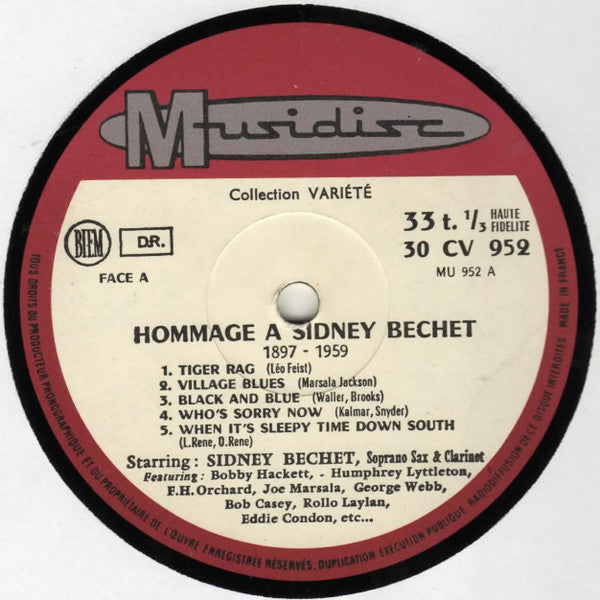 Musidisc
Collection VARIÉTÉ
BIEM
D.R.
33 t. 1/3 HAUTE FIDELITE
30 CV 952
FACE A
MU 952 A
HOMMAGE A SIDNEY BECHET
1897 - 1959
1. TIGER RAG (Léo Feist)
2. VILLAGE BLUES (Marsala Jackson)
3. BLACK AND BLUE (Waller, Brooks)
4. WHO'S SORRY NOW (Kalmar, Snyder)
5. WHEN IT'S SLEEPY TIME DOWN SOUTH
(L.Rene, O.Rene)
Starring: SIDNEY BECHET, Soprano Sax & Clarinet
Featuring: Bobby Hackett, - Humphrey Lyttleton,
F.H. Orchard, Joe Marsala, George Webb,
Bob Casey, Rollo Laylan,
Eddie Condon, etc...
TOUS DROITS DU PRODUCTEUR PHONOGRAPHIQUE ET DU PROPRIÉTAIRE DE L'ŒUVRE ENREGISTRÉE RÉSERVÉS. DUPLICATION EXÉCUTION PUBLIQUE RADIODIFFUSION DE CE DISQUE INTERDITES - MADE IN FRANCE